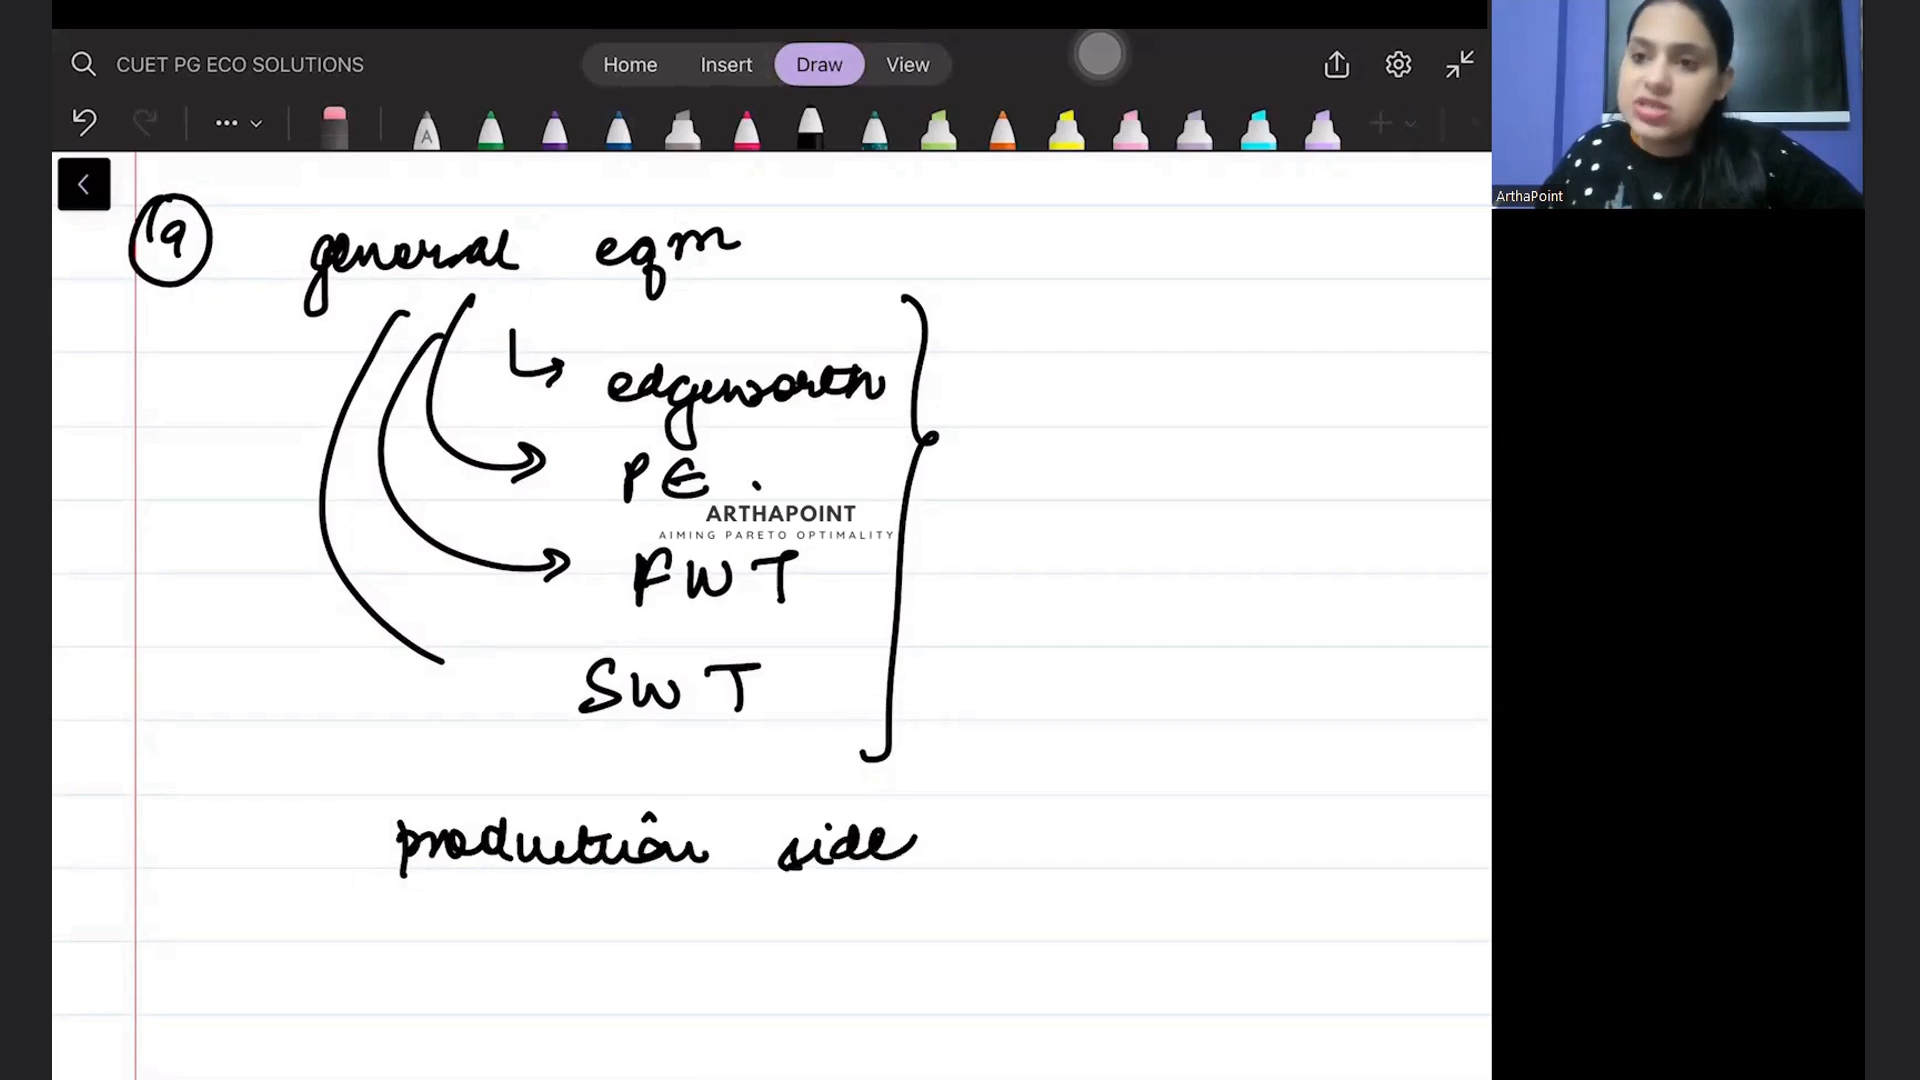 CUET PG ECO SOLUTIONS
Home Insert Draw View
A
ArthaPoint
19 general eqm
edgeworth
PE.
ARTHAPOINT
AIMING PARETO OPTIMALITY
FWT
SWT
production side